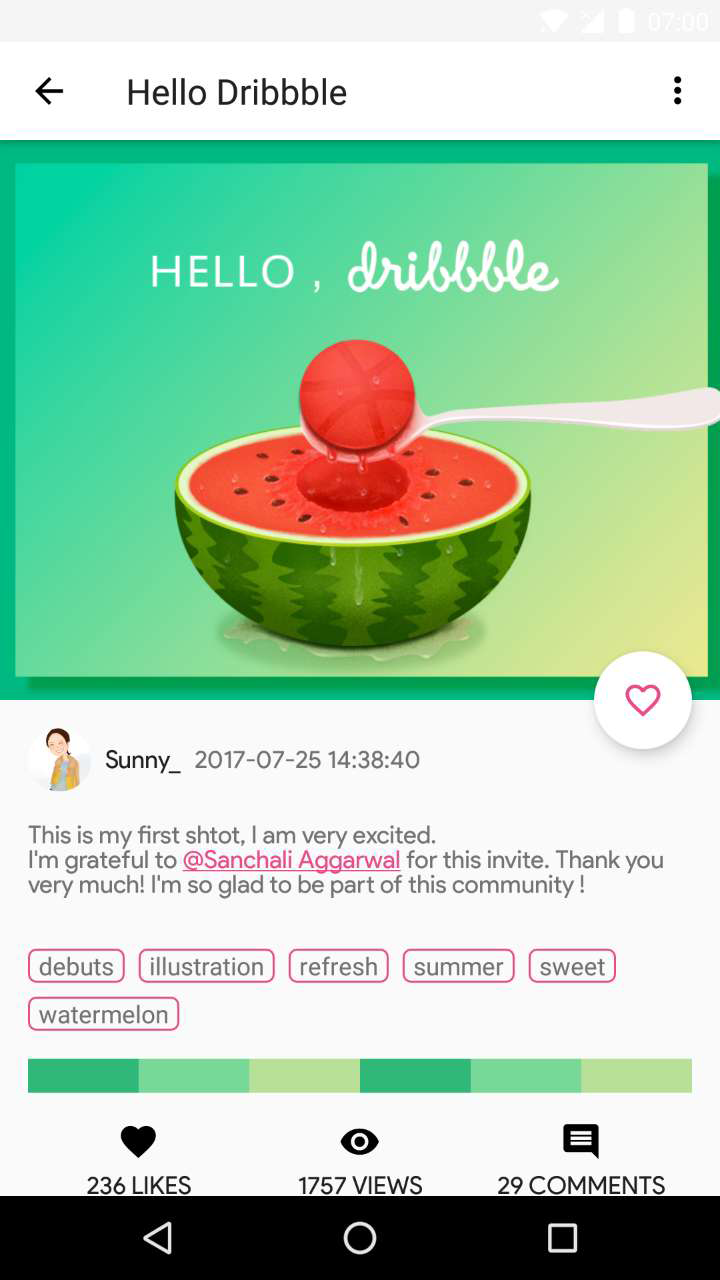 07:00
Hello Dribbble
HELLO , dribbble
Sunny_ 2017-07-25 14:38:40
This is my first shtot, I am very excited.
I'm grateful to @Sanchali Aggarwal for this invite. Thank you
very much! I'm so glad to be part of this community !
debuts illustration refresh summer sweet
watermelon
236 LIKES 1757 VIEWS 29 COMMENTS